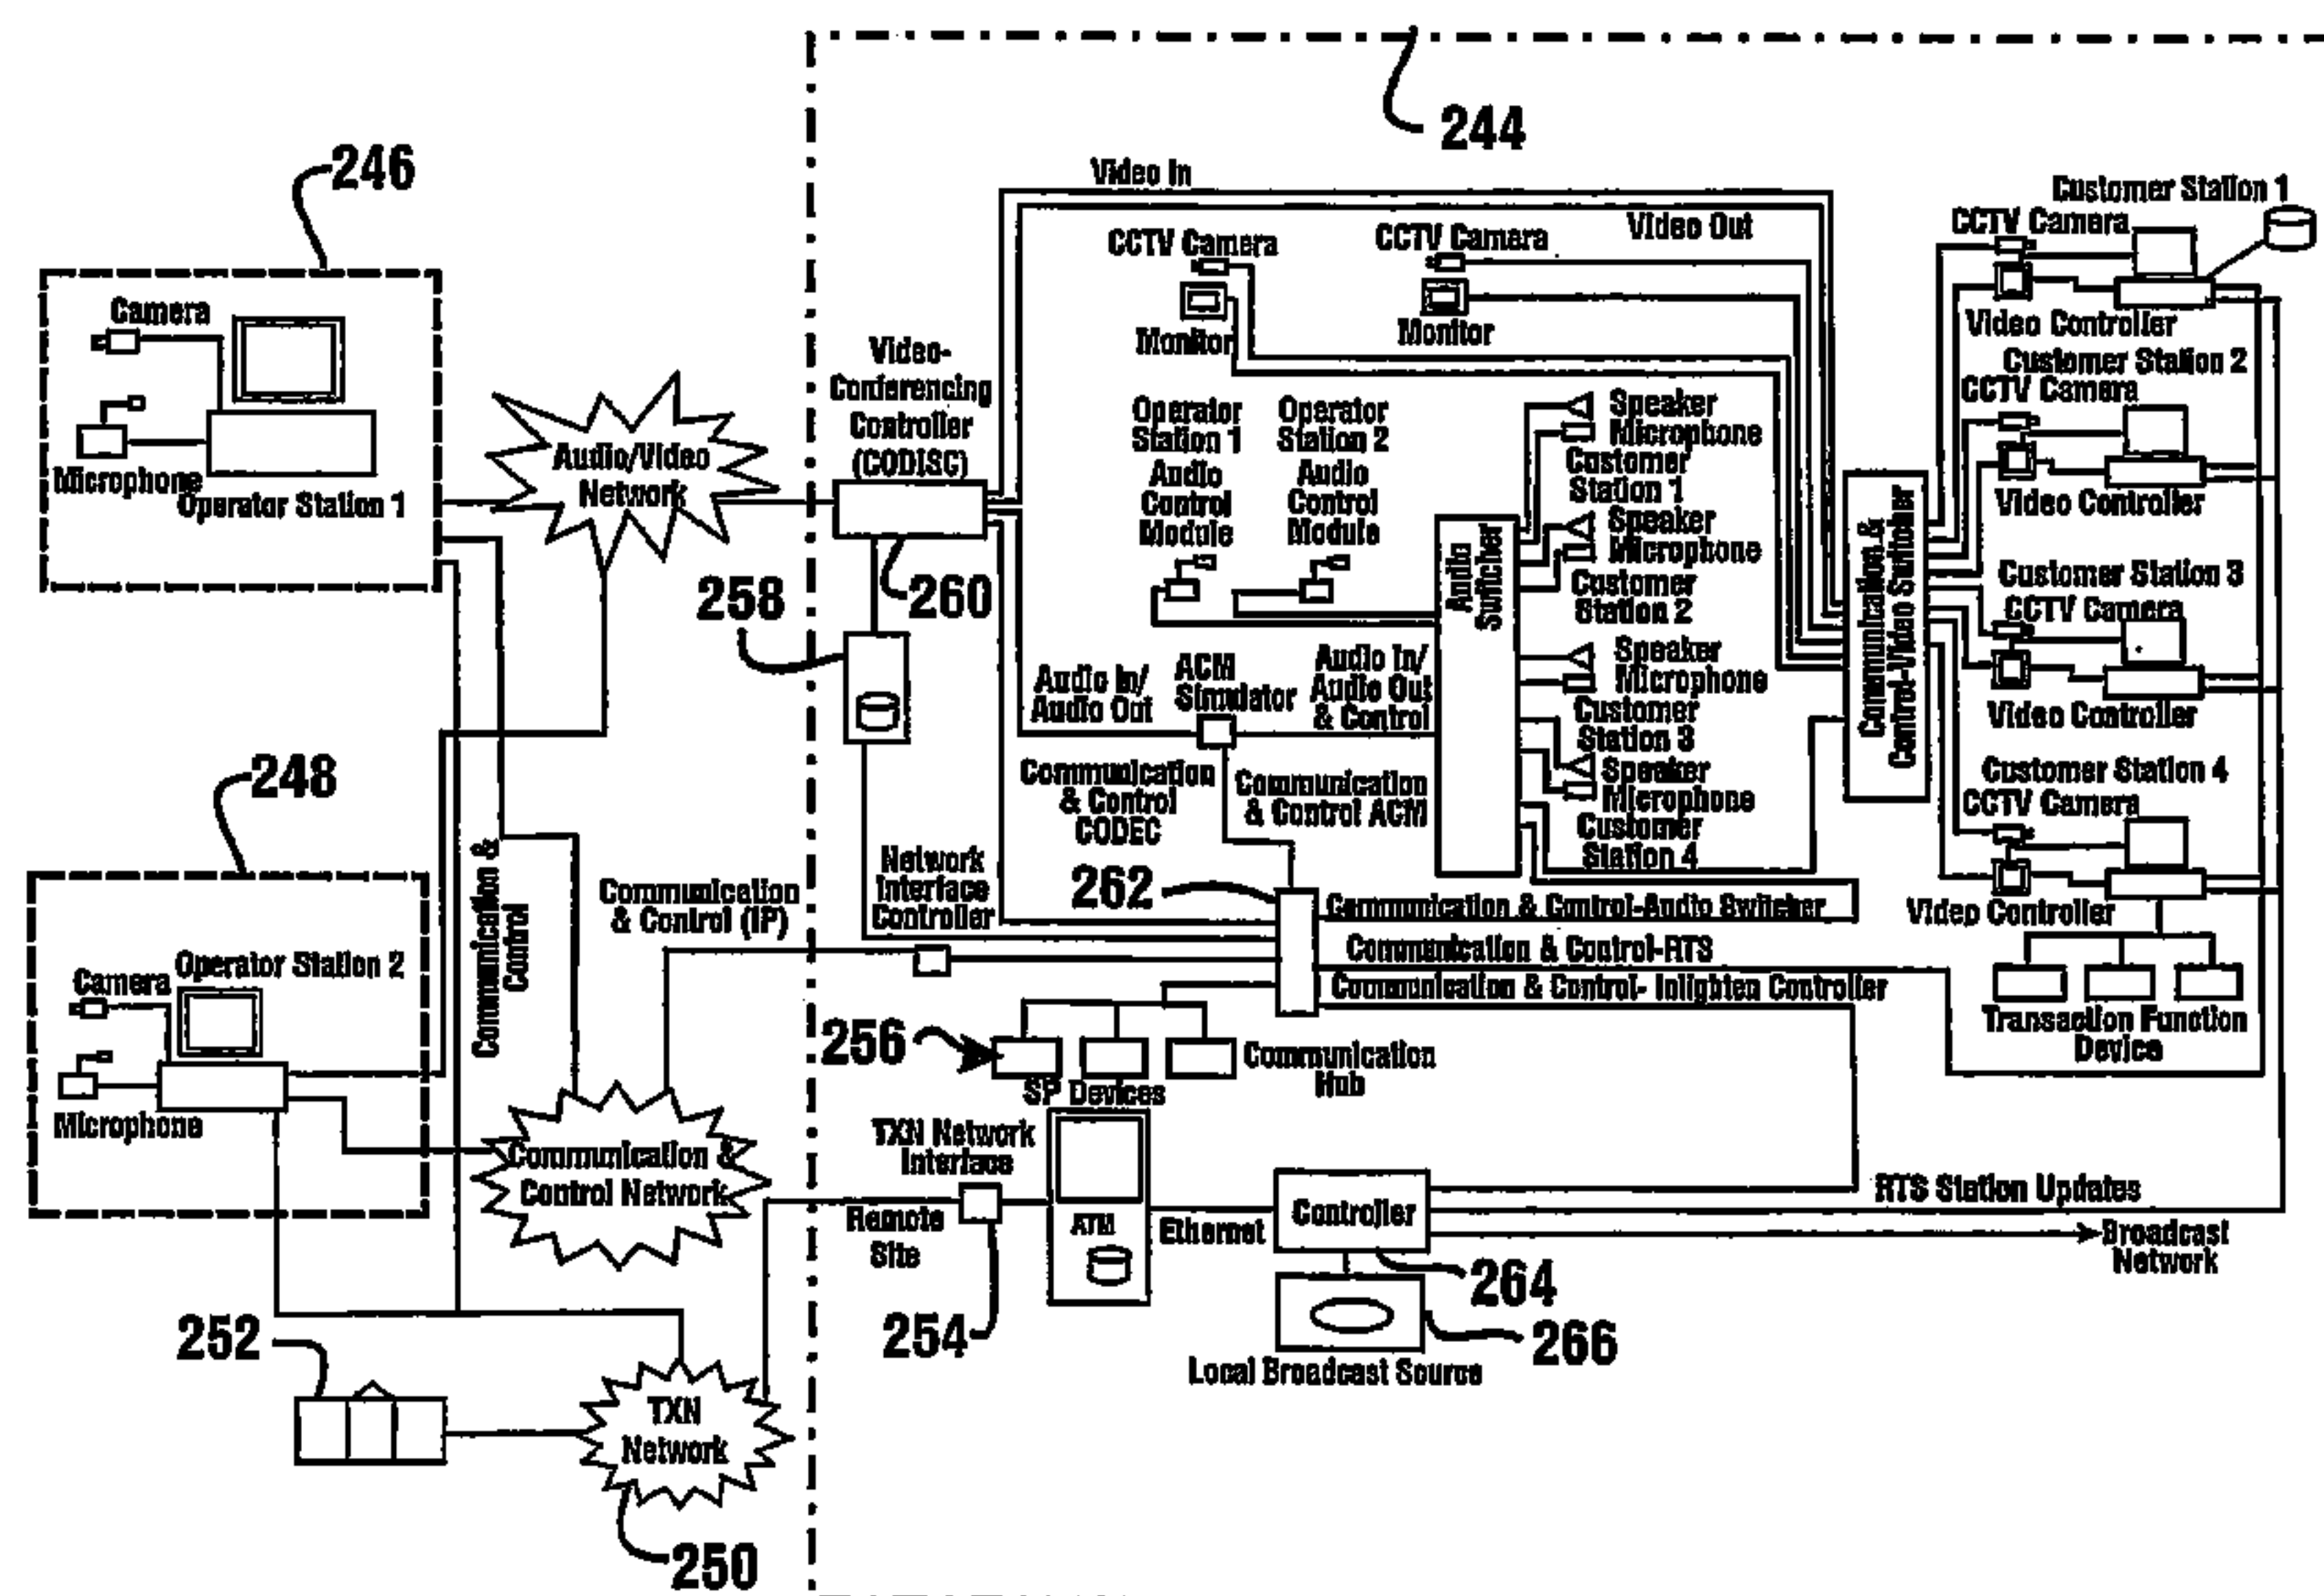 244
246
Video In
Customer Station 1
CCTV Camera
Video Out
CCTV Camera
CCTV Camera
Camera
Monitor
Monitor
Video Controller
Customer Station 2
CCTV Camera
Video-
Conferencing
Controller
(CODISC)
Operator
Station 1
Audio
Control
Module
Operator
Station 2
Audio
Control
Module
Speaker
Microphone
Customer
Station 1
Speaker
Microphone
Customer
Station 2
Microphone
Operator Station 1
Audio/Video
Network
Video Controller
258
260
Audio
Switcher
Communication &
Control-Video Switcher
Customer Station 3
CCTV Camera
Audio In/
Audio Out
ACM
Simulator
Audio In/
Audio Out
& Control
Speaker
Microphone
Customer
Station 3
Video Controller
248
Communication
& Control
CODEC
Communication
& Control ACM
Speaker
Microphone
Customer
Station 4
Customer Station 4
CCTV Camera
Communication &
Control
Communication
& Control (IP)
Network
Interface
Controller
262
Communication & Control-Audio Switcher
Video Controller
Communication & Control-RTS
Communication & Control- Inlighten Controller
Camera
Operator Station 2
Microphone
256
SP Devices
Communication
Hub
Transaction Function
Device
Communication &
Control Network
TXN Network
Interface
Remote
Site
ATM
Ethernet
Controller
RTS Station Updates
Broadcast
Network
254
264
266
Local Broadcast Source
252
TXN
Network
250